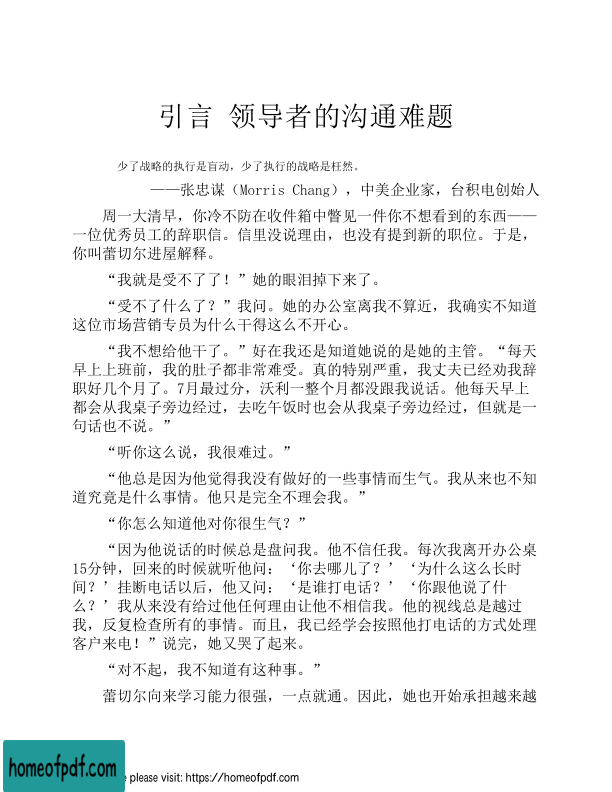 引言 领导者的沟通难题
少了战略的执行是盲动，少了执行的战略是枉然。
——张忠谋（Morris Chang），中美企业家，台积电创始人
周一大清早，你冷不防在收件箱中瞥见一件你不想看到的东西——
一位优秀员工的辞职信。信里没说理由，也没有提到新的职位。于是，
你叫蕾切尔进屋解释。
“我就是受不了了！”她的眼泪掉下来了。
“受不了什么了？”我问。她的办公室离我不算近，我确实不知道
这位市场营销专员为什么干得这么不开心。
“我不想给他干了。”好在我还是知道她说的是她的主管。“每天
早上上班前，我的肚子都非常难受。真的特别严重，我丈夫已经劝我辞
职好几个月了。7月最过分，沃利一整个月都没跟我说话。他每天早上
都会从我桌子旁边经过，去吃午饭时也会从我桌子旁边经过，但就是一
句话也不说。”
“听你这么说，我很难过。”
“他总是因为他觉得我没有做好的一些事情而生气。我从来也不知
道究竟是什么事情。他只是完全不理会我。”
“你怎么知道他对你很生气？”
“因为他说话的时候总是盘问我。他不信任我。每次我离开办公桌
15分钟，回来的时候就听他问：‘你去哪儿了？’‘为什么这么长时
间？’挂断电话以后，他又问：‘是谁打电话？’‘你跟他说了什
么？’我从来没有给过他任何理由让他不相信我。他的视线总是越过
我，反复检查所有的事情。而且，我已经学会按照他打电话的方式处理
客户来电！”说完，她又哭了起来。
“对不起，我不知道有这种事。”
蕾切尔向来学习能力很强，一点就通。因此，她也开始承担越来越
homeofpdf.com
e please visit: https://homeofpdf.com